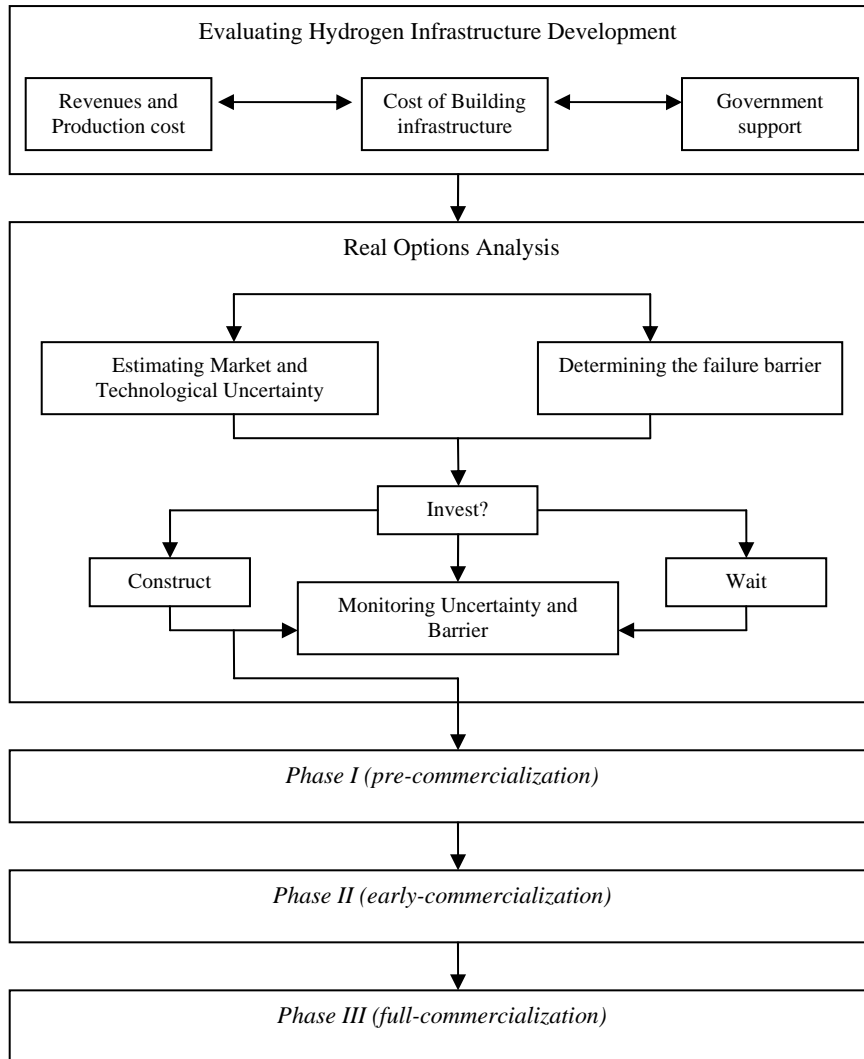 Evaluating Hydrogen Infrastructure Development
Revenues and
Production cost
Cost of Building
infrastructure
Government
support
Real Options Analysis
Estimating Market and
Technological Uncertainty
Determining the failure barrier
Invest?
Construct
Wait
Monitoring Uncertainty and
Barrier
Phase I (pre-commercialization)
Phase II (early-commercialization)
Phase III (full-commercialization)